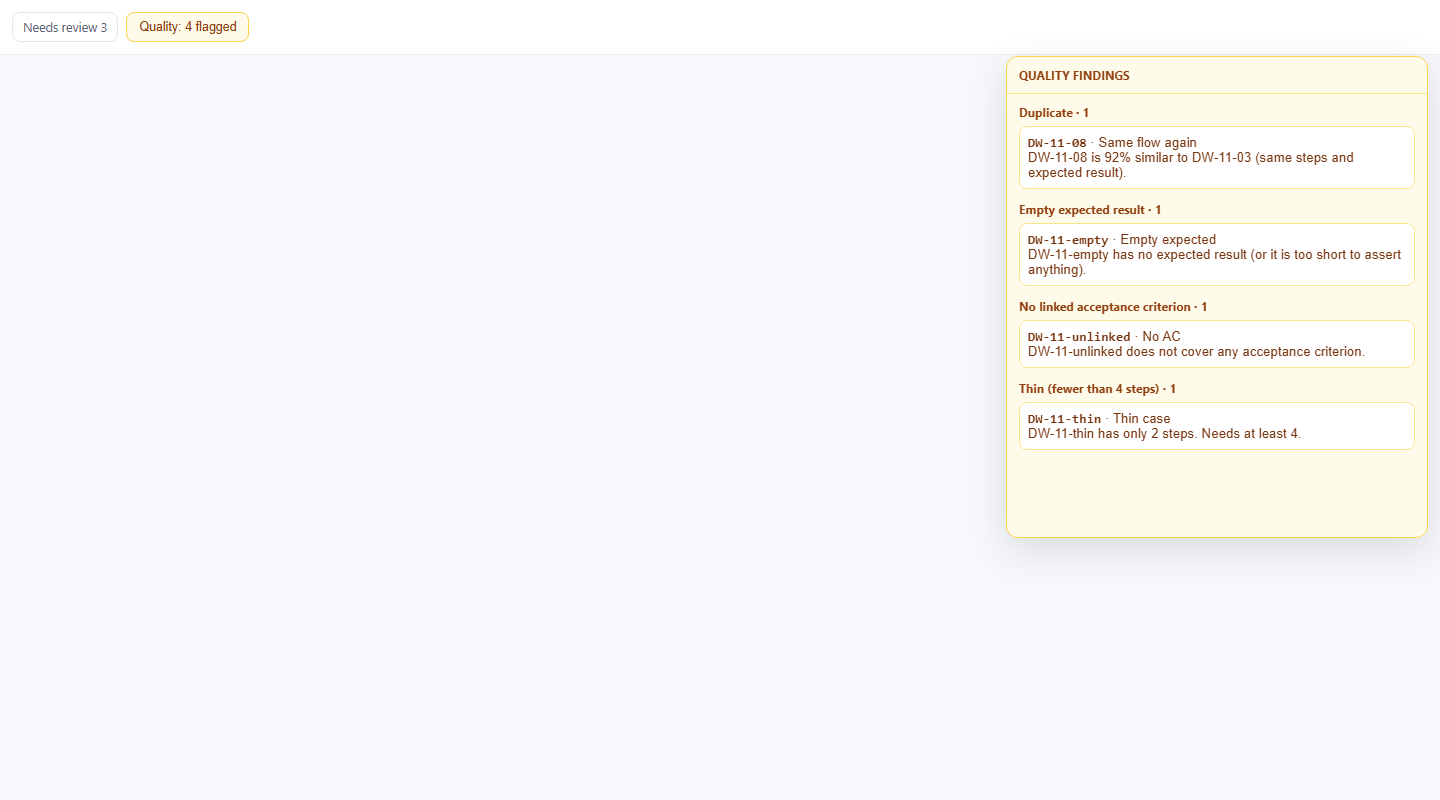 Needs review 3
Quality: 4 flagged
QUALITY FINDINGS
Duplicate · 1
DW-11-08 · Same flow again
DW-11-08 is 92% similar to DW-11-03 (same steps and
expected result).
Empty expected result · 1
DW-11-empty · Empty expected
DW-11-empty has no expected result (or it is too short to assert
anything).
No linked acceptance criterion · 1
DW-11-unlinked · No AC
DW-11-unlinked does not cover any acceptance criterion.
Thin (fewer than 4 steps) · 1
DW-11-thin · Thin case
DW-11-thin has only 2 steps. Needs at least 4.